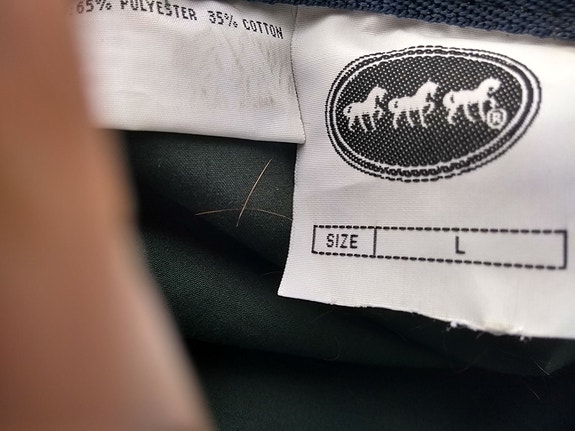 65% POLYESTER 35% COTTON
®
SIZE L